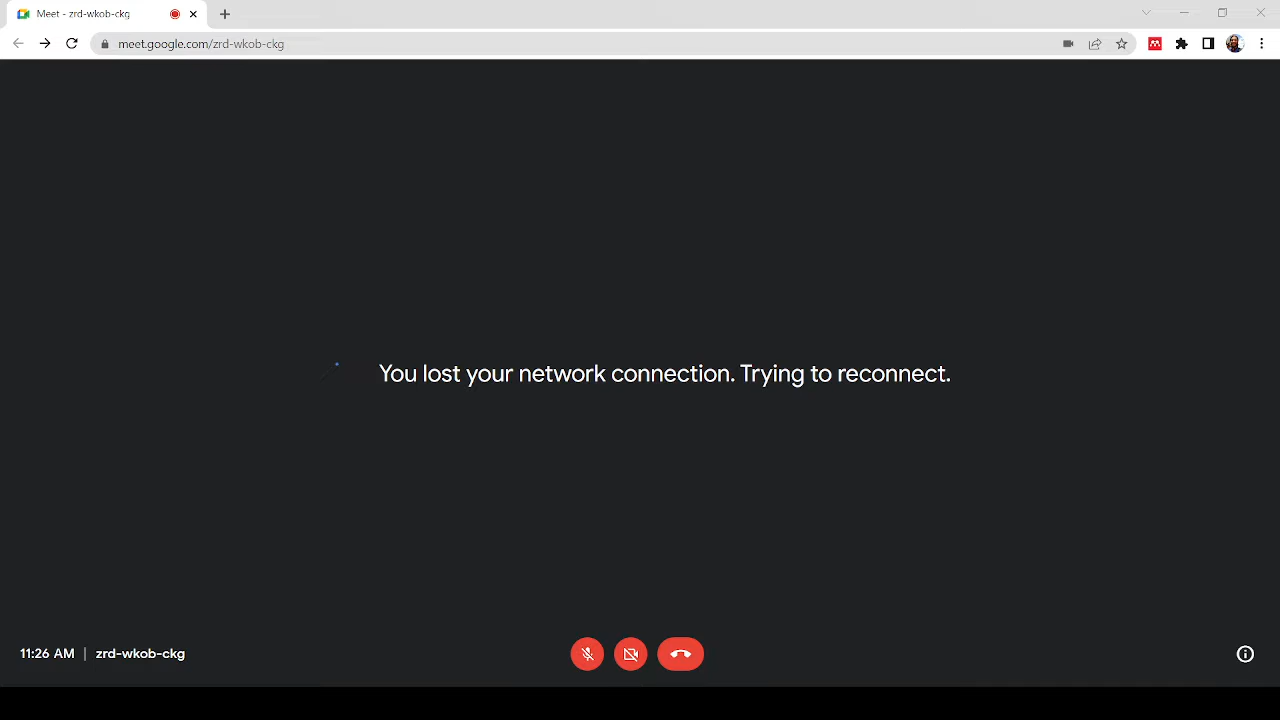 Meet - zrd-wkob-ckg
meet.google.com/zrd-wkob-ckg
You lost your network connection. Trying to reconnect.
11:26 AM | zrd-wkob-ckg